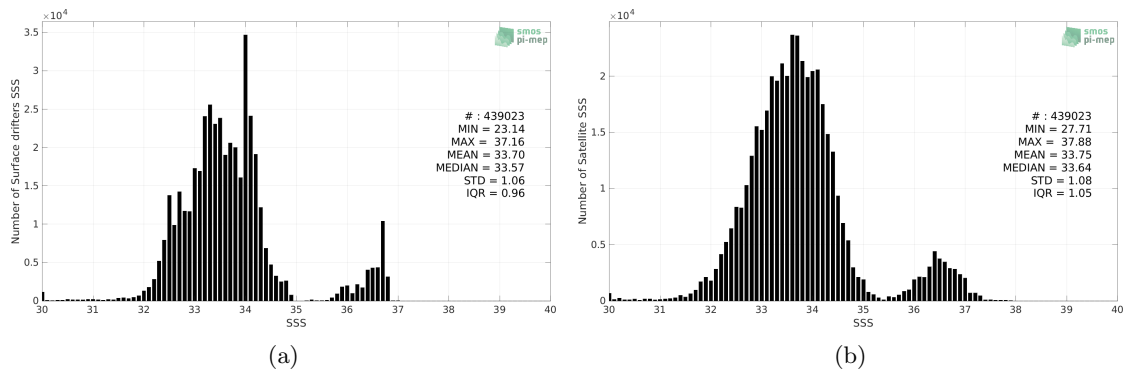 ×10⁴
3.5
3
2.5
2
1.5
1
0.5
0
Number of Surface drifters SSS
30 31 32 33 34 35 36 37 38 39 40
SSS
smos
pi-mep
# : 439023
MIN = 23.14
MAX = 37.16
MEAN = 33.70
MEDIAN = 33.57
STD = 1.06
IQR = 0.96
(a)
×10⁴
2
1.5
1
0.5
0
Number of Satellite SSS
30 31 32 33 34 35 36 37 38 39 40
SSS
smos
pi-mep
# : 439023
MIN = 27.71
MAX = 37.88
MEAN = 33.75
MEDIAN = 33.64
STD = 1.08
IQR = 1.05
(b)